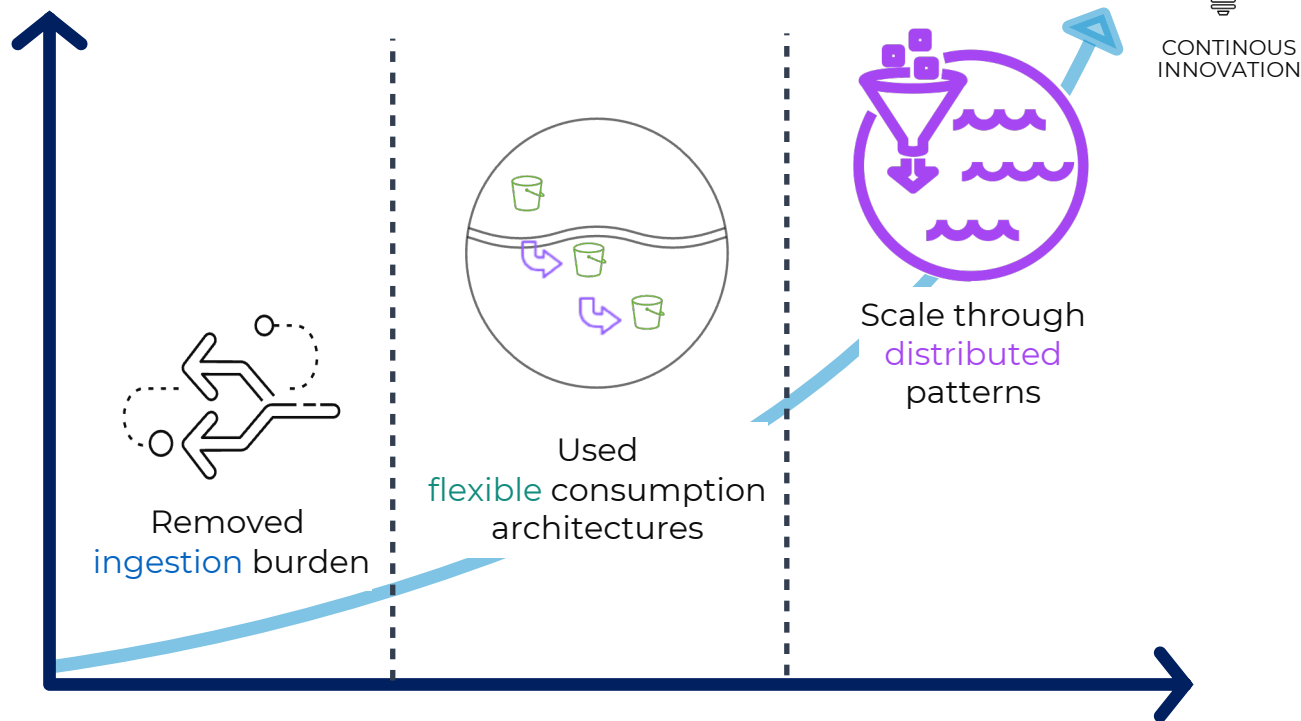 CONTINOUS
INNOVATION
Scale through
distributed
patterns
Used
flexible consumption
architectures
Removed
ingestion burden